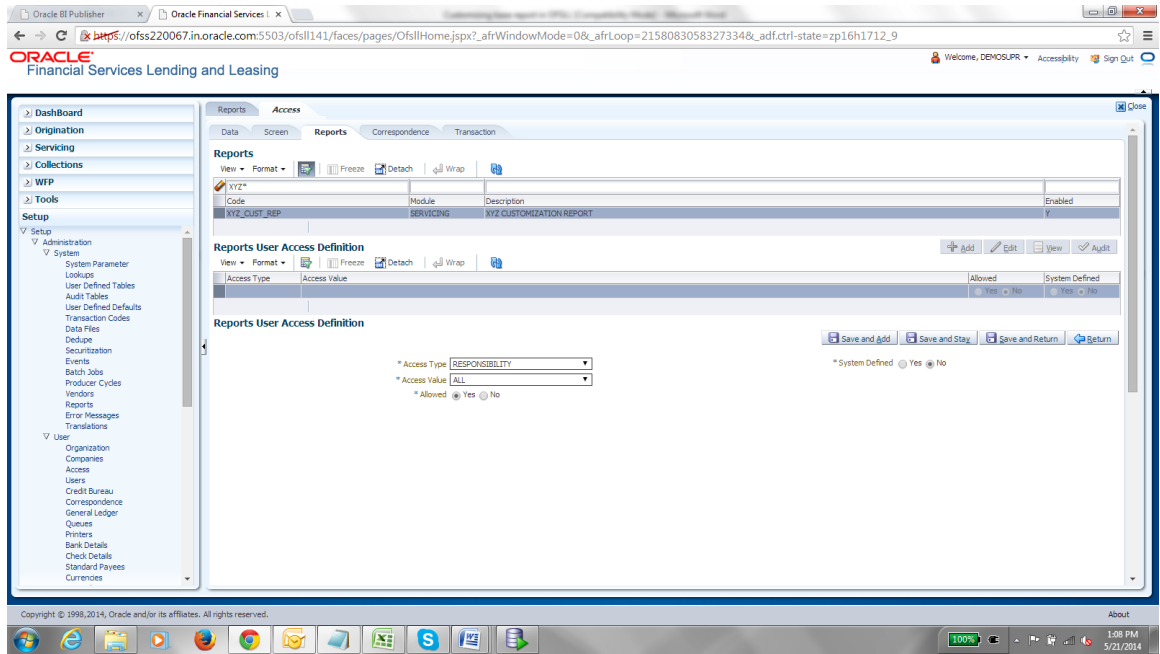 Oracle BI Publisher
Oracle Financial Services L
Customizing base report in OFSLL (Compatibility Mode) - Microsoft Word
https://ofss220067.in.oracle.com:5503/ofsll141/faces/pages/OfsllHome.jspx?_afrWindowMode=0&_afrLoop=2158083058327334&_adf.ctrl-state=zp16h1712_9
ORACLE
Financial Services Lending and Leasing
Welcome, DEMOSUPR Accessibility Sign Out
DashBoard
Origination
Servicing
Collections
WFP
Tools
Setup
Setup
Administration
System
System Parameter
Lookups
User Defined Tables
Audit Tables
User Defined Defaults
Transaction Codes
Data Files
Dedupe
Securitization
Events
Batch Jobs
Producer Cycles
Vendors
Reports
Error Messages
Translations
User
Organization
Companies
Access
Users
Credit Bureau
Correspondence
General Ledger
Queues
Printers
Bank Details
Check Details
Standard Payees
Currencies
Reports Access Close
Data Screen Reports Correspondence Transaction
Reports
View Format Freeze Detach Wrap
XYZ*
Code Module Description Enabled
XYZ_CUST_REP SERVICING XYZ CUSTOMIZATION REPORT Y
Reports User Access Definition Add Edit View Audit
View Format Freeze Detach Wrap
Access Type Access Value Allowed System Defined
Yes No Yes No
Reports User Access Definition
Save and Add Save and Stay Save and Return Return
* Access Type RESPONSIBILITY * System Defined Yes No
* Access Value ALL
* Allowed Yes No
Copyright © 1998,2014, Oracle and/or its affiliates. All rights reserved. About
100% 1:08 PM
5/21/2014